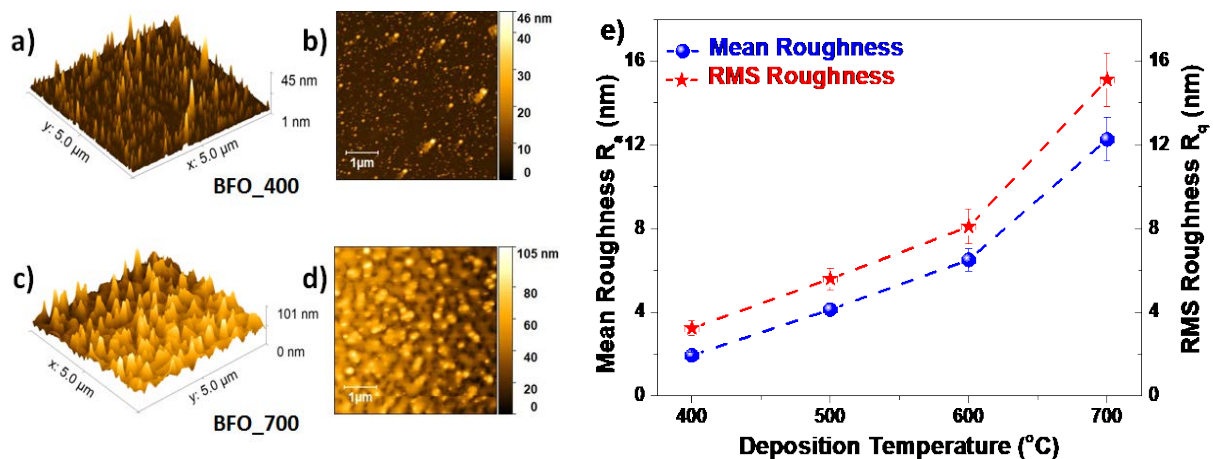 a)
45 nm
1 nm
y: 5.0 µm
x: 5.0 µm
BFO_400
b)
1µm
46 nm
40
30
20
10
0
c)
101 nm
0 nm
x: 5.0 µm
y: 5.0 µm
BFO_700
d)
1µm
105 nm
80
60
40
20
0
e)
Mean Roughness
RMS Roughness
Mean Roughness Ra (nm)
16
12
8
4
0
RMS Roughness Rq (nm)
16
12
8
4
0
400 500 600 700
Deposition Temperature (°C)